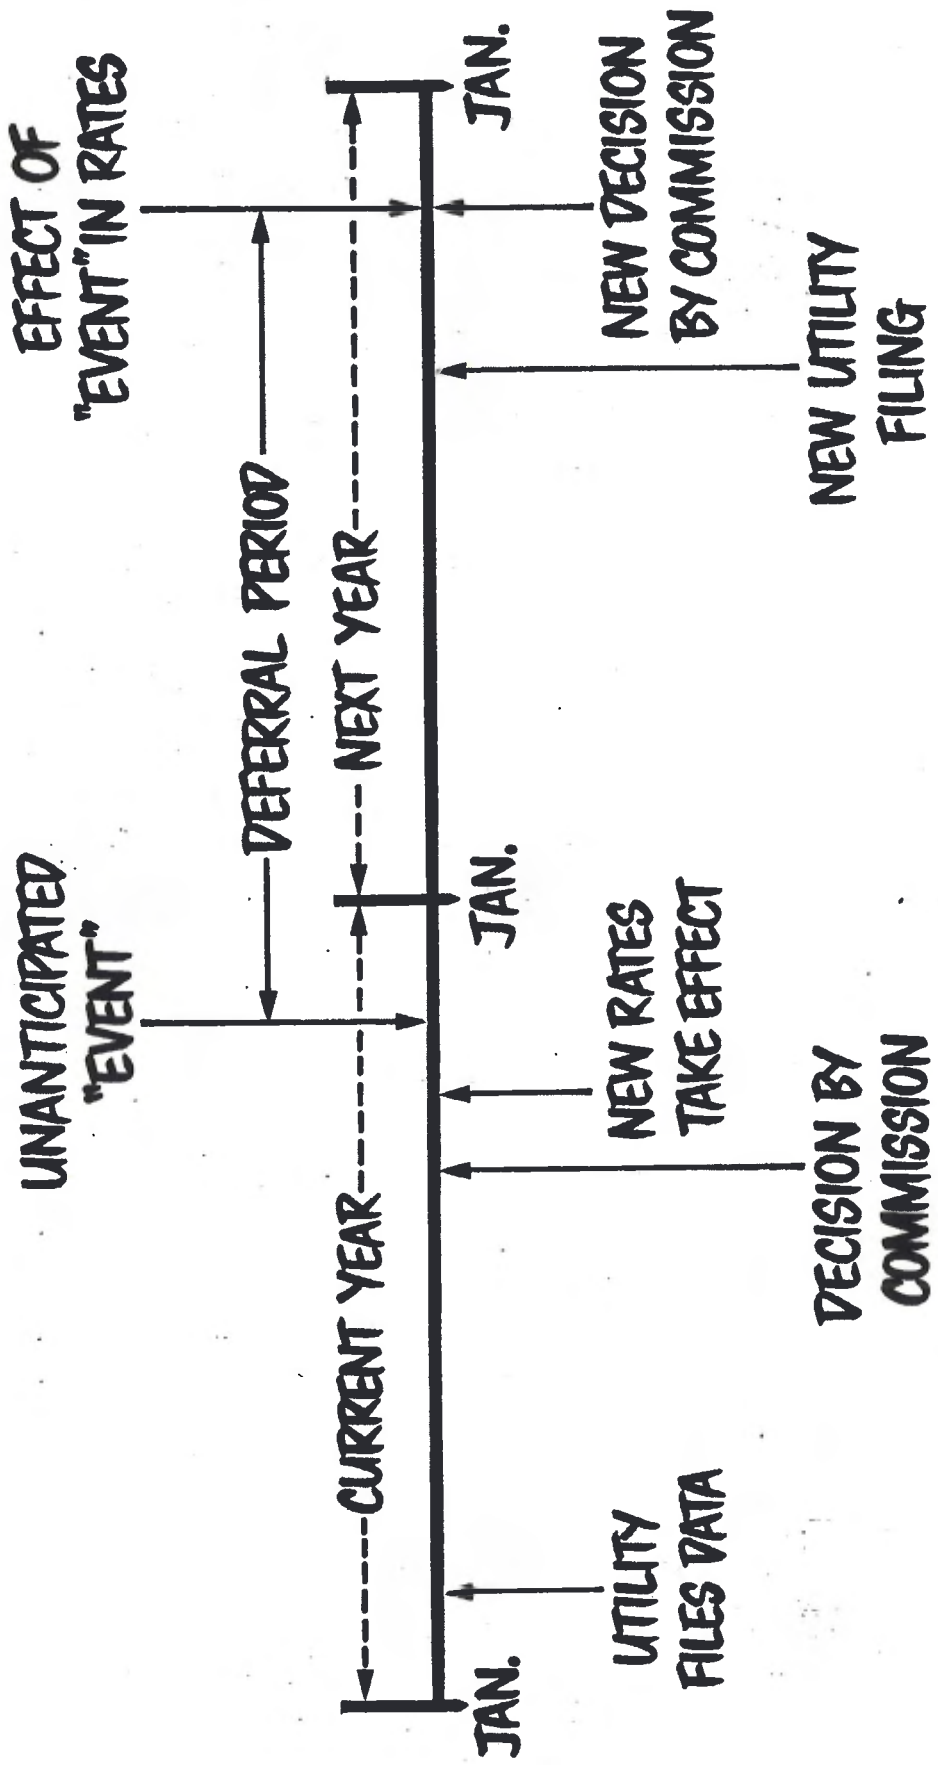 UNANTICIPATED
"EVENT"
EFFECT OF
"EVENT" IN RATES
DEFERRAL PERIOD
CURRENT YEAR
NEXT YEAR
JAN.
JAN.
JAN.
UTILITY
FILES DATA
DECISION BY
COMMISSION
NEW RATES
TAKE EFFECT
NEW UTILITY
FILING
NEW DECISION
BY COMMISSION